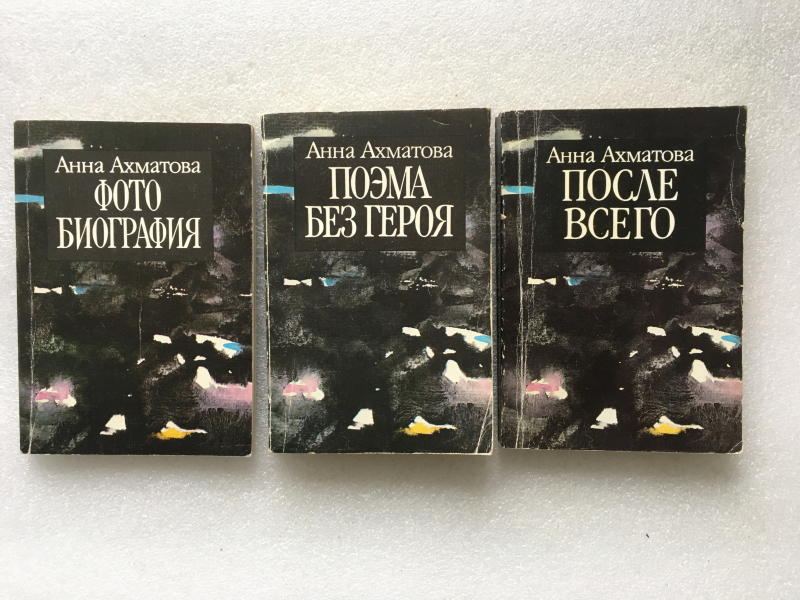 Анна Ахматова
ФОТО
БИОГРАФИЯ
Анна Ахматова
ПОЭМА
БЕЗ ГЕРОЯ
Анна Ахматова
ПОСЛЕ
ВСЕГО